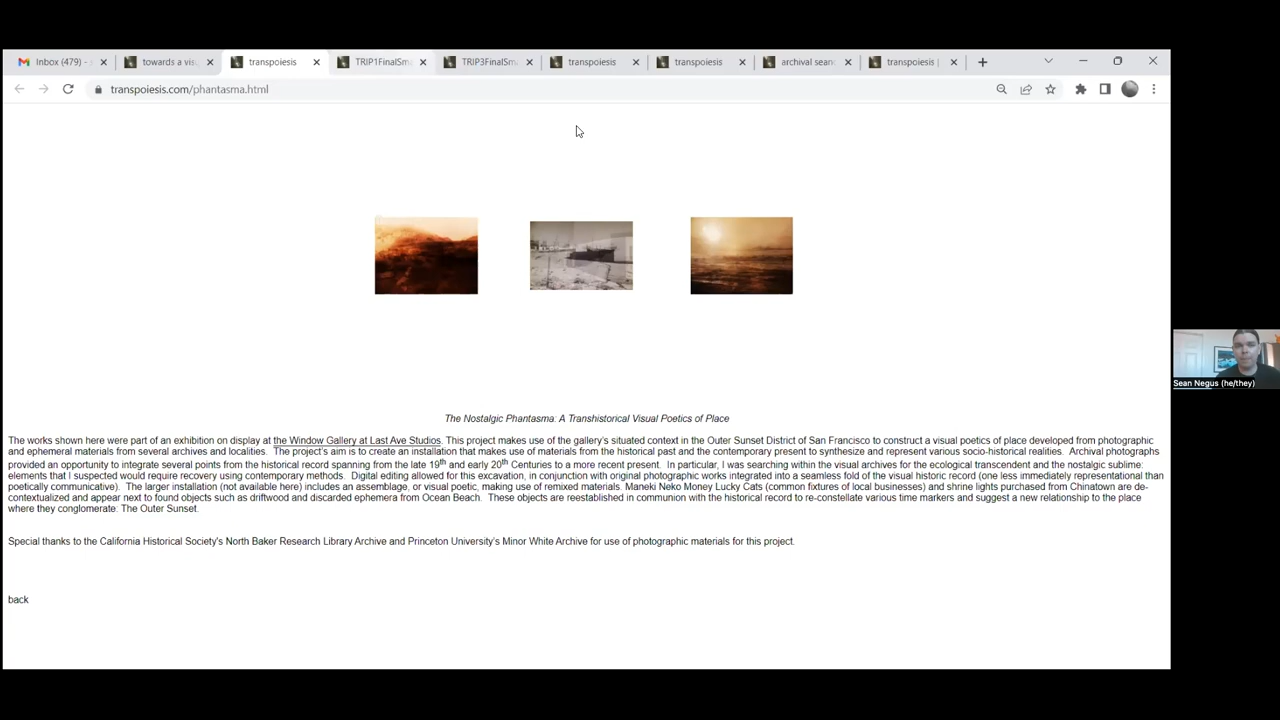 Inbox (479) -
towards a visu
transpoiesis
TRIP1FinalSm
TRIP3FinalSm
transpoiesis
transpoiesis
archival sean
transpoiesis |
transpoiesis.com/phantasma.html
Sean Negus (he/they)
The Nostalgic Phantasma: A Transhistorical Visual Poetics of Place
The works shown here were part of an exhibition on display at the Window Gallery at Last Ave Studios. This project makes use of the gallery's situated context in the Outer Sunset District of San Francisco to construct a visual poetics of place developed from photographic
and ephemeral materials from several archives and localities. The project's aim is to create an installation that makes use of materials from the historical past and the contemporary present to synthesize and represent various socio-historical realities. Archival photographs
provided an opportunity to integrate several points from the historical record spanning from the late 19th and early 20th Centuries to a more recent present. In particular, I was searching within the visual archives for the ecological transcendent and the nostalgic sublime:
elements that I suspected would require recovery using contemporary methods. Digital editing allowed for this excavation, in conjunction with original photographic works integrated into a seamless fold of the visual historic record (one less immediately representational than
poetically communicative). The larger installation (not available here) includes an assemblage, or visual poetic, making use of remixed materials. Maneki Neko Money Lucky Cats (common fixtures of local businesses) and shrine lights purchased from Chinatown are de-
contextualized and appear next to found objects such as driftwood and discarded ephemera from Ocean Beach. These objects are reestablished in communion with the historical record to re-constellate various time markers and suggest a new relationship to the place
where they conglomerate: The Outer Sunset.
Special thanks to the California Historical Society's North Baker Research Library Archive and Princeton University's Minor White Archive for use of photographic materials for this project.
back